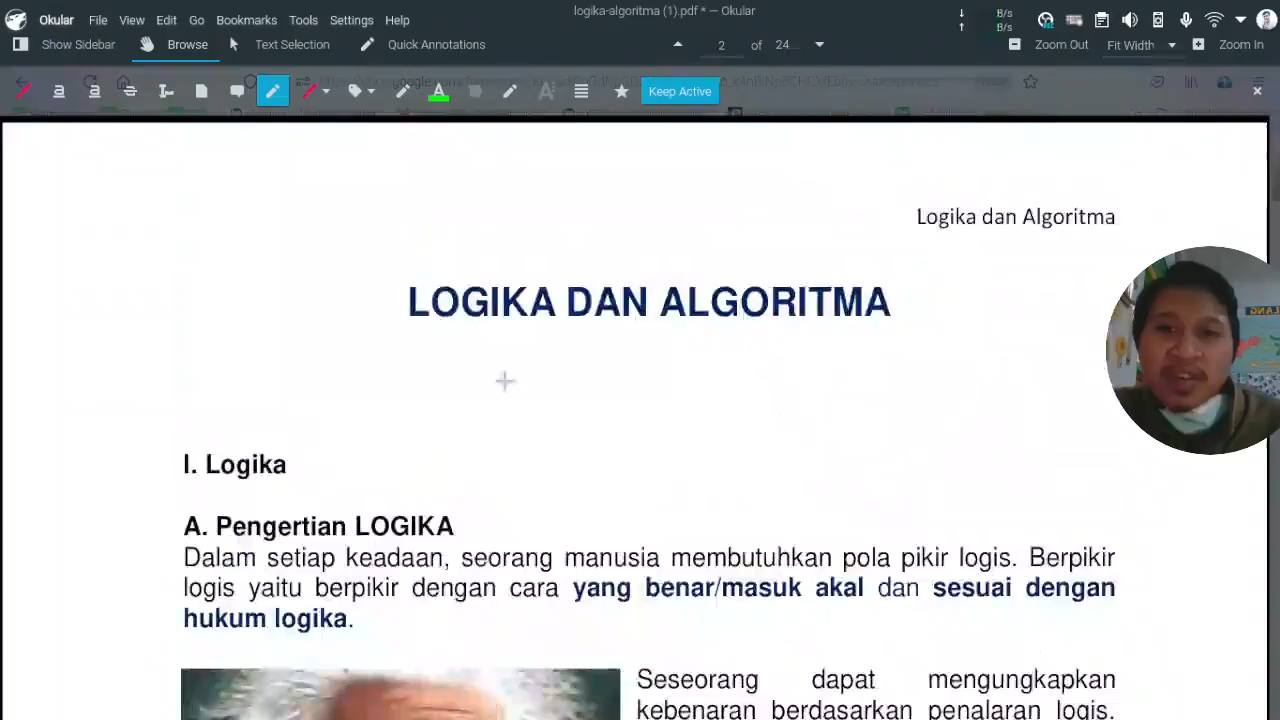 logika-algoritma (1).pdf * — Okular
Okular File View Edit Go Bookmarks Tools Settings Help
B/s
B/s
Show Sidebar Browse Text Selection Quick Annotations 2 of 24 Zoom Out Fit Width Zoom In
Keep Active
Logika dan Algoritma
LOGIKA DAN ALGORITMA
I. Logika
A. Pengertian LOGIKA
Dalam setiap keadaan, seorang manusia membutuhkan pola pikir logis. Berpikir
logis yaitu berpikir dengan cara yang benar/masuk akal dan sesuai dengan
hukum logika.
Seseorang dapat mengungkapkan
kebenaran berdasarkan penalaran logis.